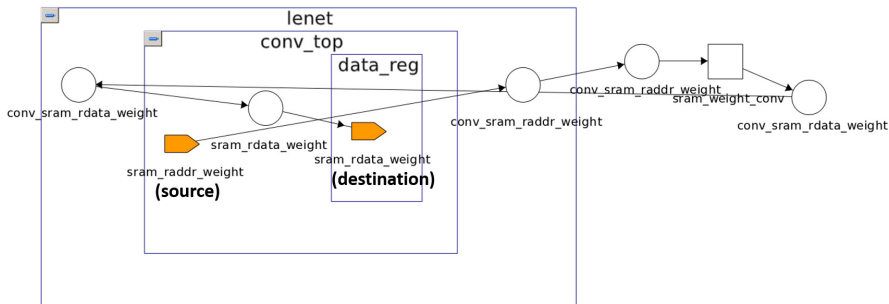 lenet
conv_top
data_reg
conv_sram_rdata_weight
sram_rdata_weight
sram_raddr_weight
(source)
sram_rdata_weight
(destination)
conv_sram_raddr_weight
conv_sram_raddr_weight
sram_weight_conv
conv_sram_rdata_weight